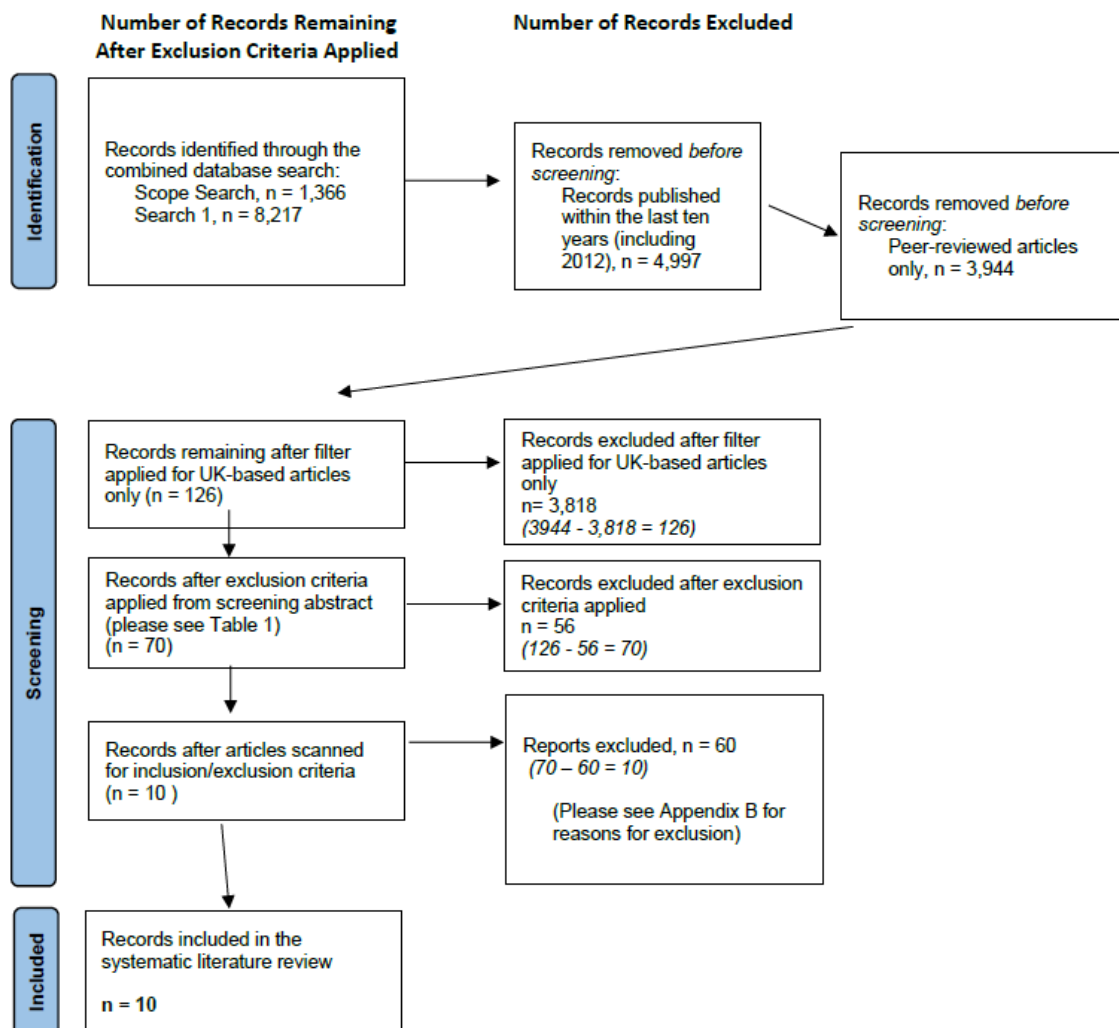 Number of Records Remaining
After Exclusion Criteria Applied
Number of Records Excluded
Identification
Records identified through the
combined database search:
Scope Search, n = 1,366
Search 1, n = 8,217
Records removed before
screening:
Records published
within the last ten
years (including
2012), n = 4,997
Records removed before
screening:
Peer-reviewed articles
only, n = 3,944
Screening
Records remaining after filter
applied for UK-based articles
only (n = 126)
Records excluded after filter
applied for UK-based articles
only
n= 3,818
(3944 - 3,818 = 126)
Records after exclusion criteria
applied from screening abstract
(please see Table 1)
(n = 70)
Records excluded after exclusion
criteria applied
n = 56
(126 - 56 = 70)
Records after articles scanned
for inclusion/exclusion criteria
(n = 10 )
Reports excluded, n = 60
(70 – 60 = 10)
(Please see Appendix B for
reasons for exclusion)
Included
Records included in the
systematic literature review
n = 10